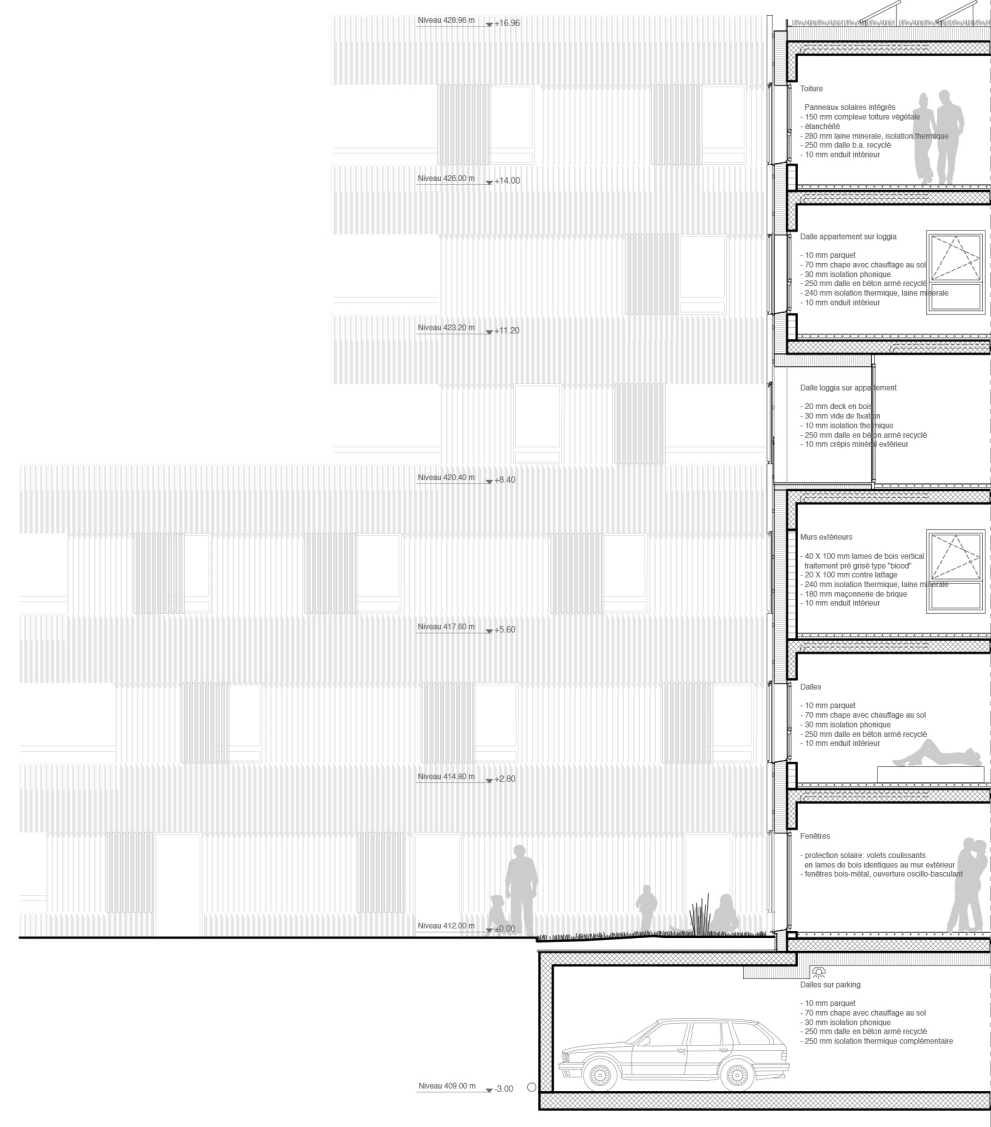 Niveau 428.96 m +16.96
Toiture
Panneaux solaires intégrés
- 150 mm complexe toiture végétale
- étanchéité
- 280 mm laine minerale, isolation thermique
- 250 mm dalle b.a. recyclé
- 10 mm enduit intérieur
Niveau 426.00 m +14.00
Dalle appartement sur loggia
- 10 mm parquet
- 70 mm chape avec chauffage au sol
- 30 mm isolation phonique
- 250 mm dalle en béton armé recyclé
- 240 mm isolation thermique, laine minerale
- 10 mm enduit intérieur
Niveau 423.20 m +11.20
Dalle loggia sur appartement
- 20 mm deck en bois
- 30 mm vide de fixation
- 10 mm isolation thermique
- 250 mm dalle en béton armé recyclé
- 10 mm crépis minéral extérieur
Niveau 420.40 m +8.40
Murs extérieurs
- 40 X 100 mm lames de bois vertical
traitement pré grisé type "biood"
- 20 X 100 mm contre lattage
- 240 mm isolation thermique, laine minérale
- 180 mm maçonnerie de brique
- 10 mm enduit intérieur
Niveau 417.60 m +5.60
Dalles
- 10 mm parquet
- 70 mm chape avec chauffage au sol
- 30 mm isolation phonique
- 250 mm dalle en béton armé recyclé
- 10 mm enduit intérieur
Niveau 414.80 m +2.80
Fenêtres
- protection solaire: volets coulissants
en lames de bois identiques au mur extérieur
- fenêtres bois-métal, ouverture oscillo-basculant
Niveau 412.00 m ±0.00
Dalles sur parking
- 10 mm parquet
- 70 mm chape avec chauffage au sol
- 30 mm isolation phonique
- 250 mm dalle en béton armé recyclé
- 250 mm isolation thermique complémentaire
Niveau 409.00 m -3.00